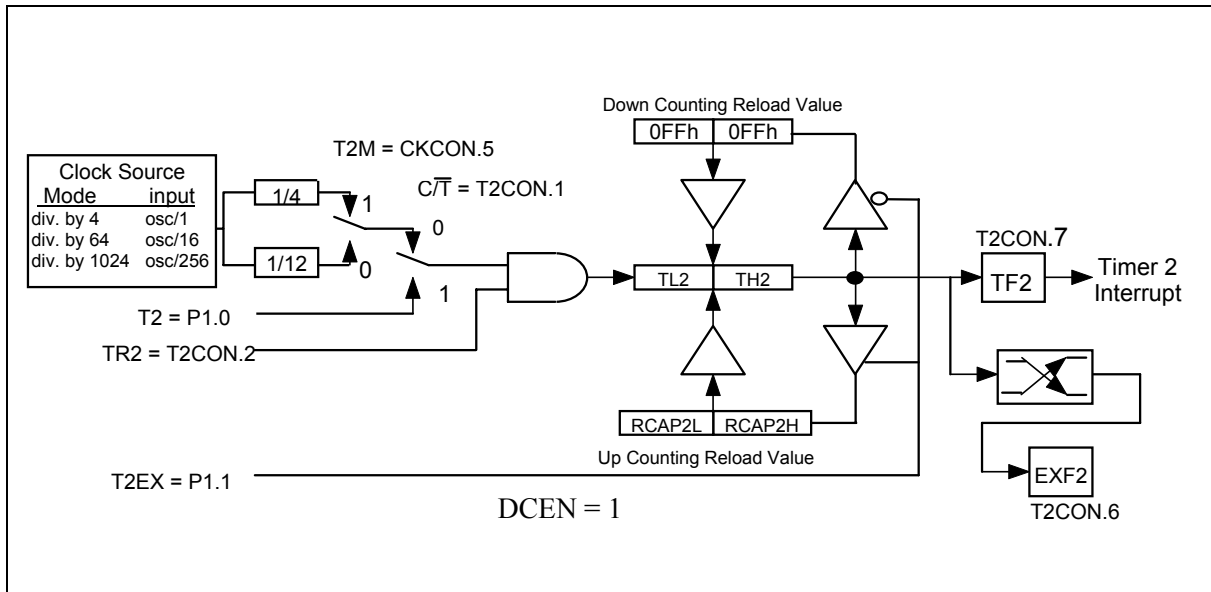 Down Counting Reload Value
0FFh 0FFh
T2M = CKCON.5
C/T̅ = T2CON.1
Clock Source
Mode input
div. by 4 osc/1
div. by 64 osc/16
div. by 1024 osc/256
1/4
1
0
1/12
0
1
TL2 TH2
T2CON.7
TF2
Timer 2
Interrupt
T2 = P1.0
TR2 = T2CON.2
RCAP2L RCAP2H
Up Counting Reload Value
T2EX = P1.1
EXF2
T2CON.6
DCEN = 1